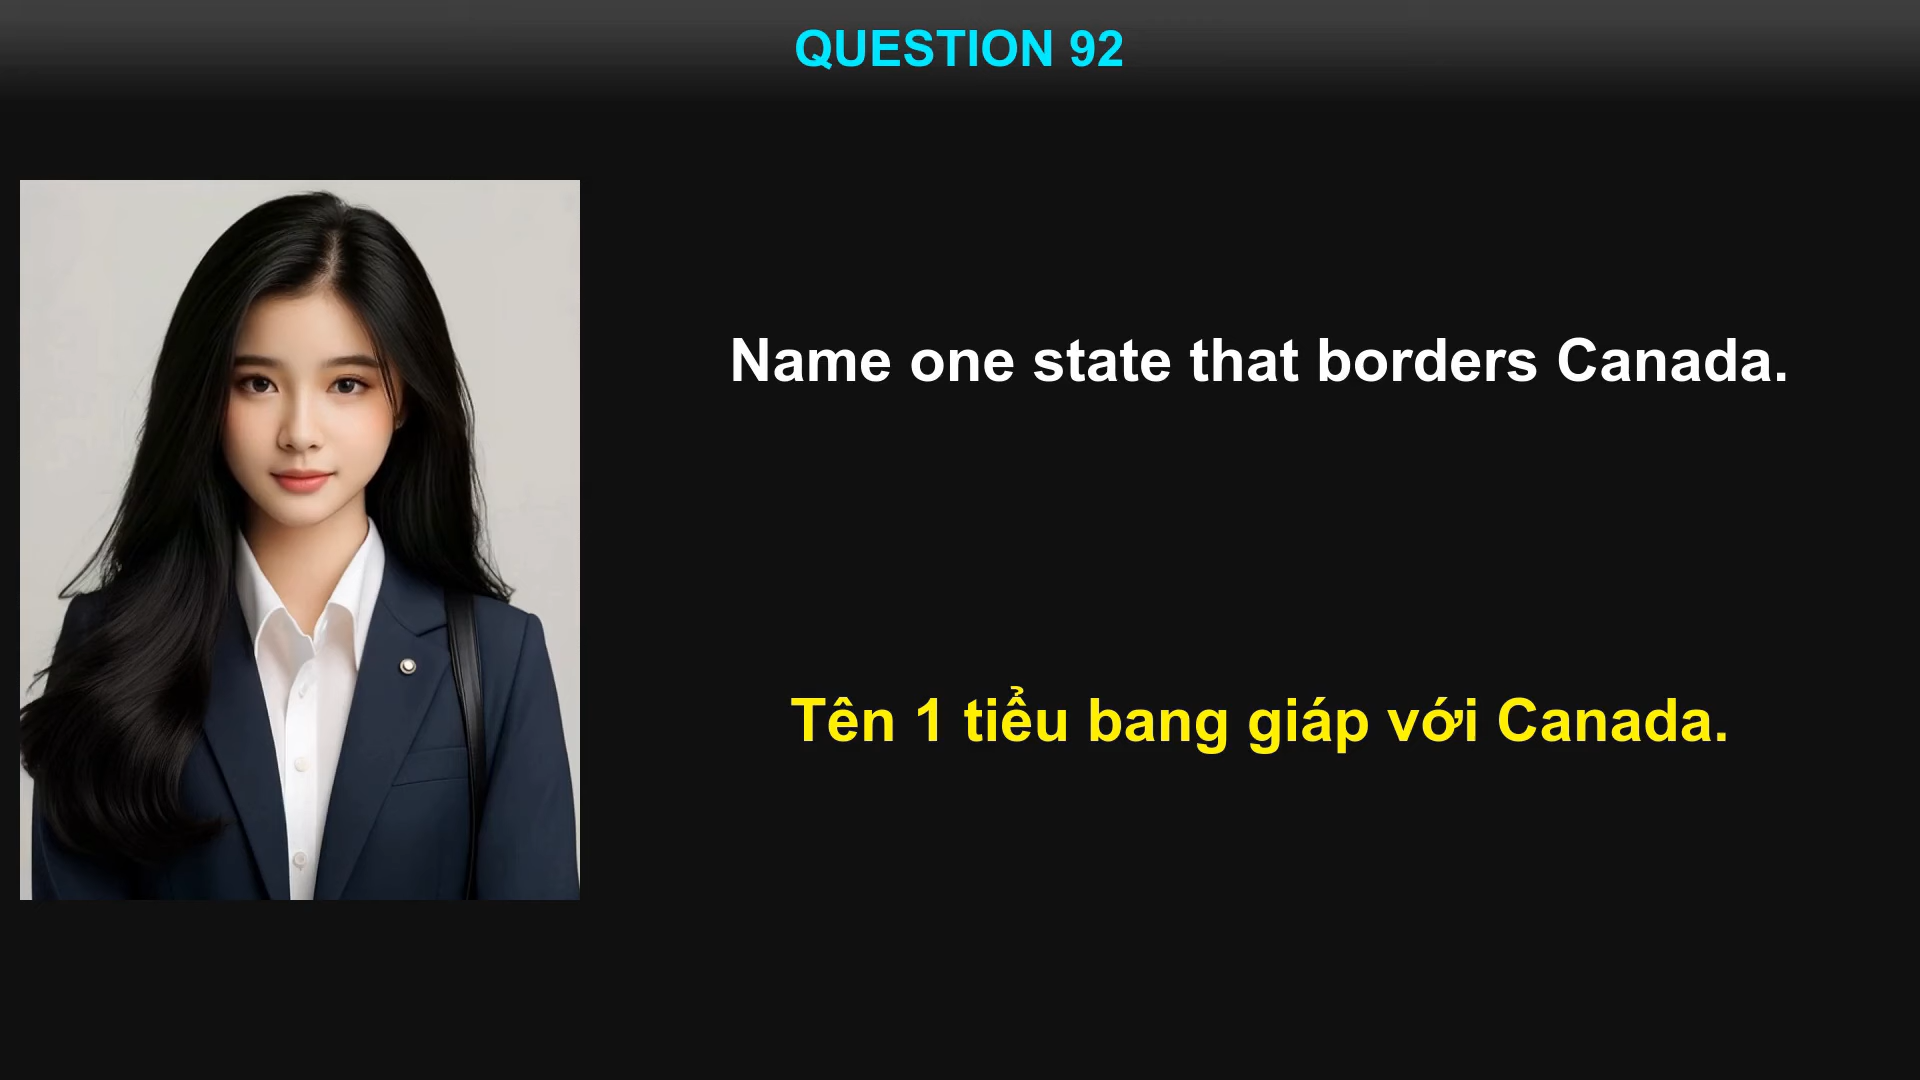 QUESTION 92
Name one state that borders Canada.
Tên 1 tiểu bang giáp với Canada.